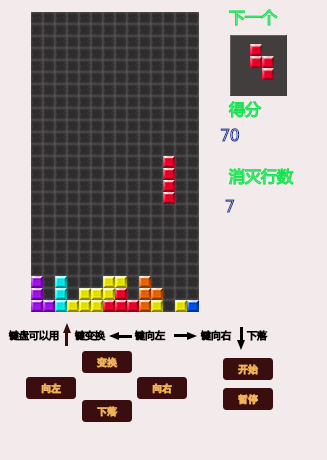 下一个
得分
70
消灭行数
7
键盘可以用 键变换 键向左 键向右 下落
变换
开始
向左 向右
暂停
下落